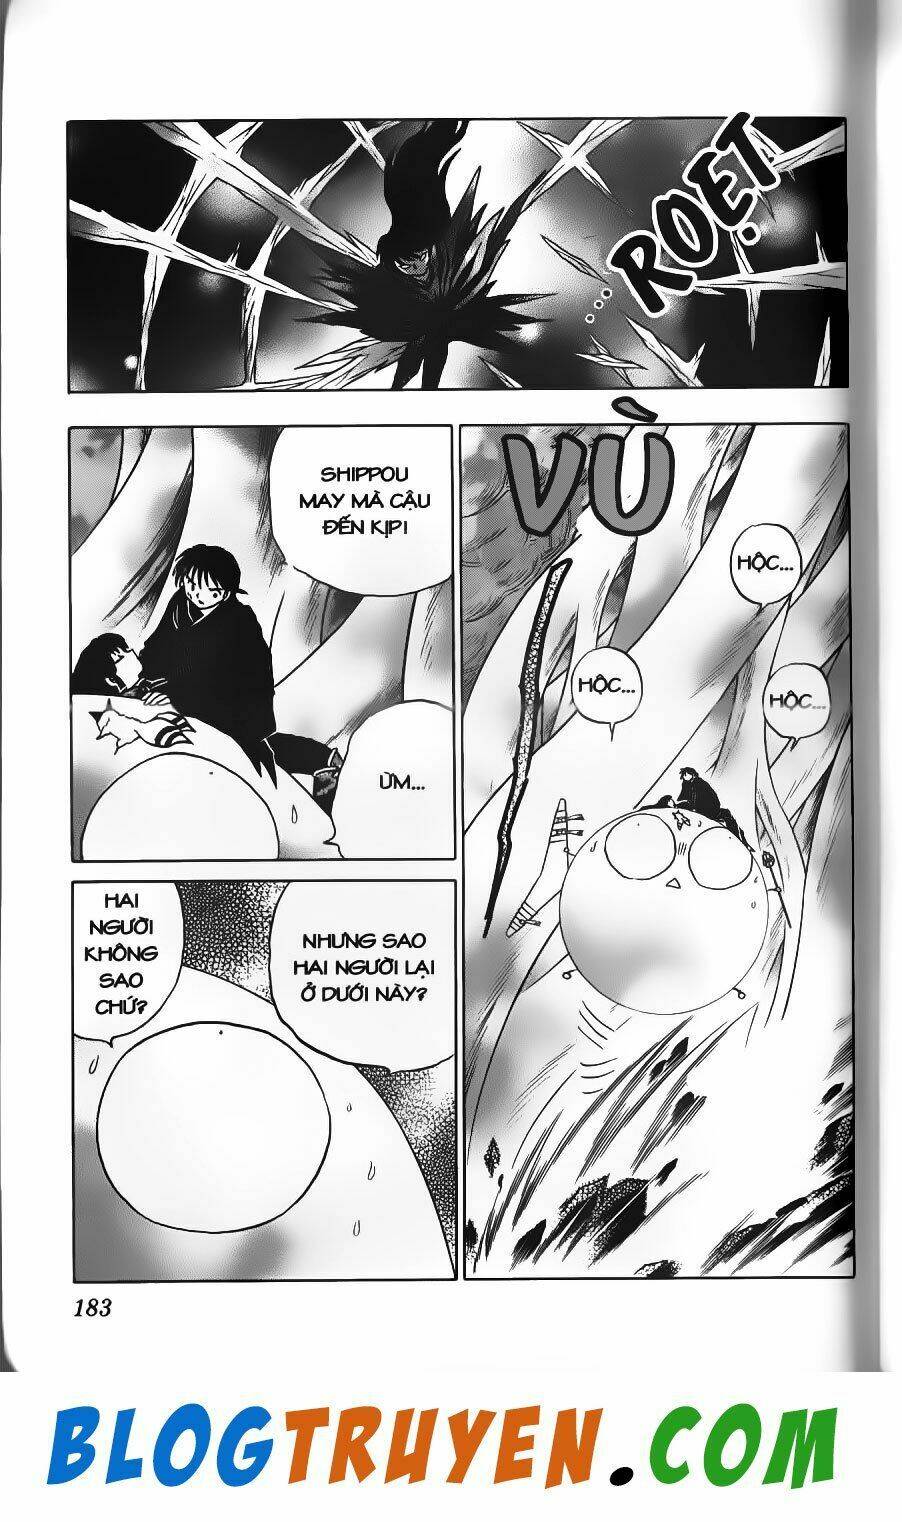 ROẸT
VÙ
HỘC...
HỘC...
HỘC...
SHIPPOU
MAY MÀ CẬU
ĐẾN KỊP!
ỪM...
NHƯNG SAO
HAI NGƯỜI LẠI
Ở DƯỚI NÀY?
HAI
NGƯỜI
KHÔNG
SAO
CHỨ?
183
BLOGTRUYEN.COM